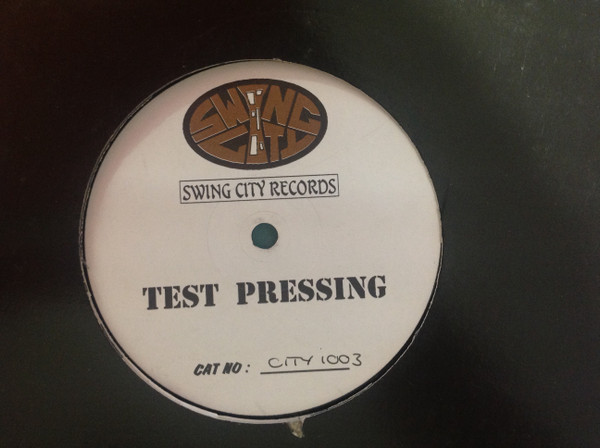 SWING
CITY
SWING CITY RECORDS
TEST PRESSING
CAT NO : CITY 1003